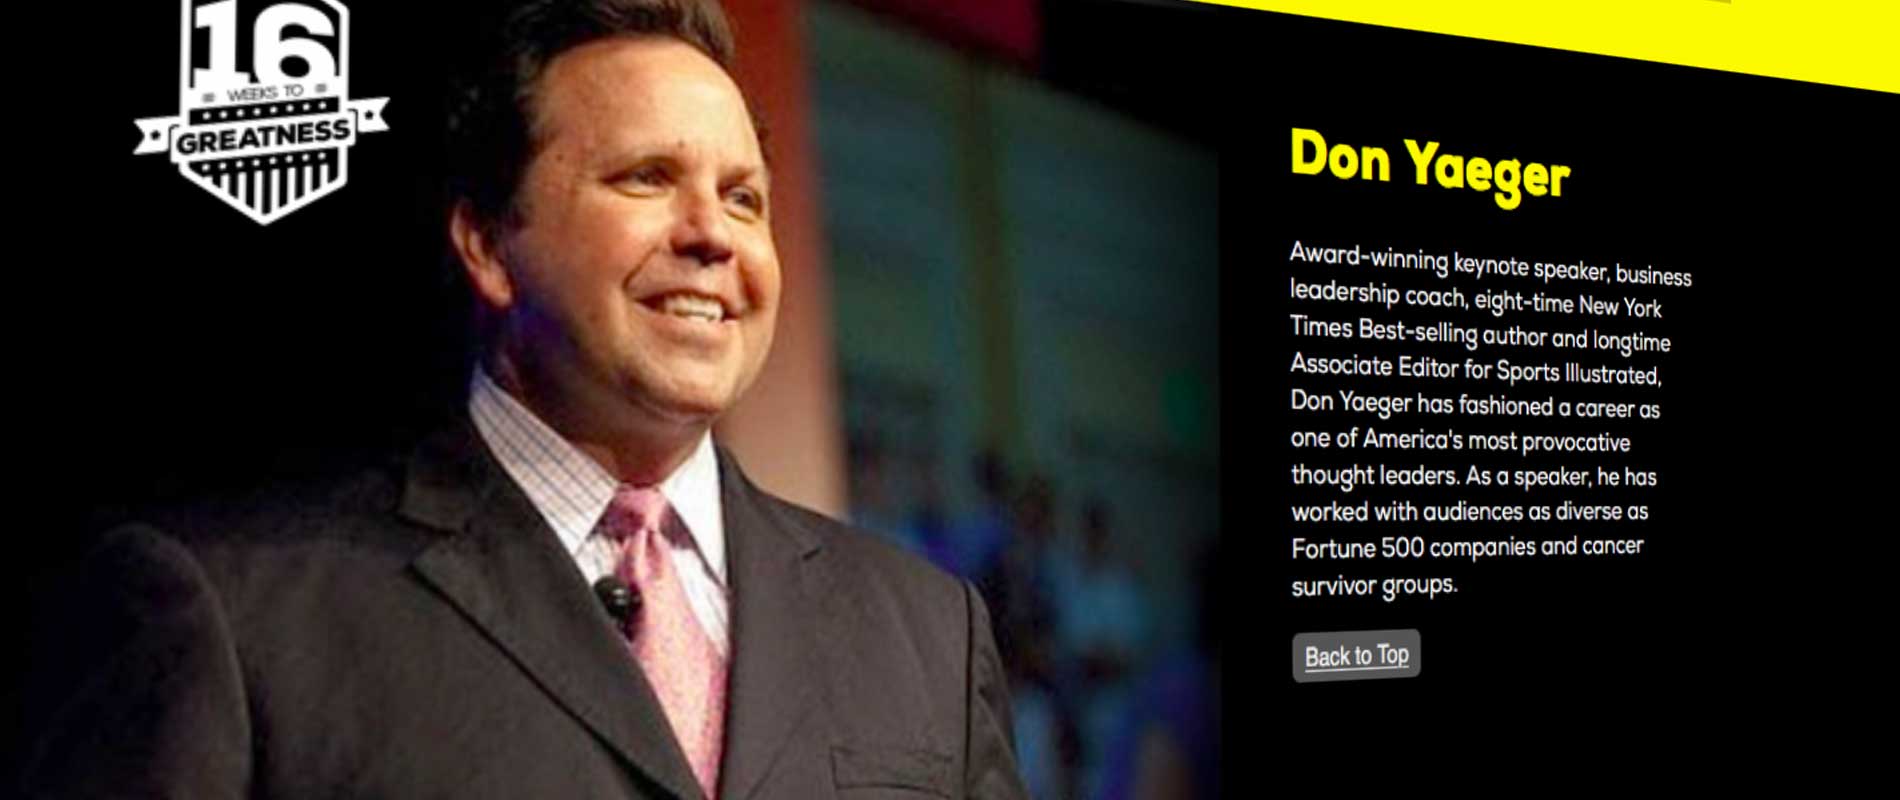 16
WEEKS TO
GREATNESS
Don Yaeger
Award-winning keynote speaker, business
leadership coach, eight-time New York
Times Best-selling author and longtime
Associate Editor for Sports Illustrated,
Don Yaeger has fashioned a career as
one of America's most provocative
thought leaders. As a speaker, he has
worked with audiences as diverse as
Fortune 500 companies and cancer
survivor groups.
Back to Top